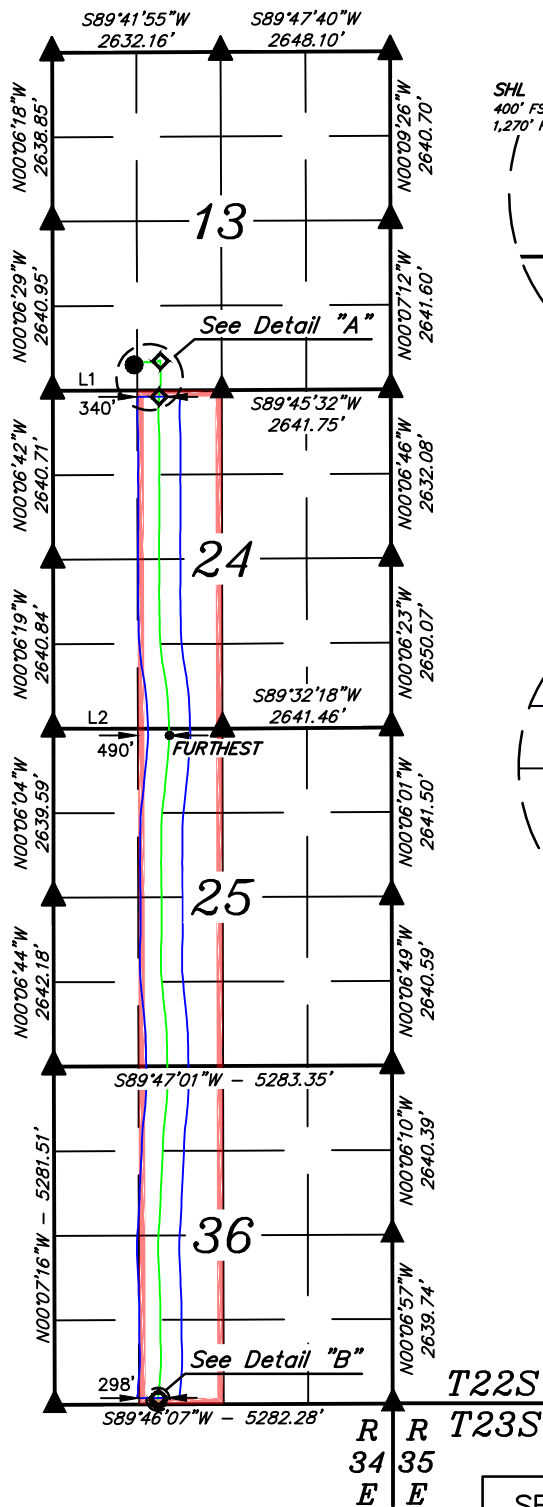 S89°41'55"W
2632.16'
S89°47'40"W
2648.10'
N00°06'18"W
2638.85'
N00°09'26"W
2640.70'
SHL
400' FS
1,270' F
13
N00°06'29"W
2640.95'
N00°07'12"W
2641.60'
See Detail "A"
L1
340'
S89°45'32"W
2641.75'
N00°06'42"W
2640.71'
N00°06'46"W
2632.08'
24
N00°06'19"W
2640.84'
N00°06'23"W
2650.07'
S89°32'18"W
2641.46'
L2
490'
FURTHEST
N00°06'04"W
2639.59'
N00°06'01"W
2641.50'
25
N00°06'44"W
2642.18'
N00°06'49"W
2640.59'
S89°47'01"W - 5283.35'
N00°07'16"W - 5281.51'
N00°06'10"W
2640.39'
36
N00°06'57"W
2639.74'
See Detail "B"
298'
S89°46'07"W - 5282.28'
T22S
T23S
R R
34 35
E E